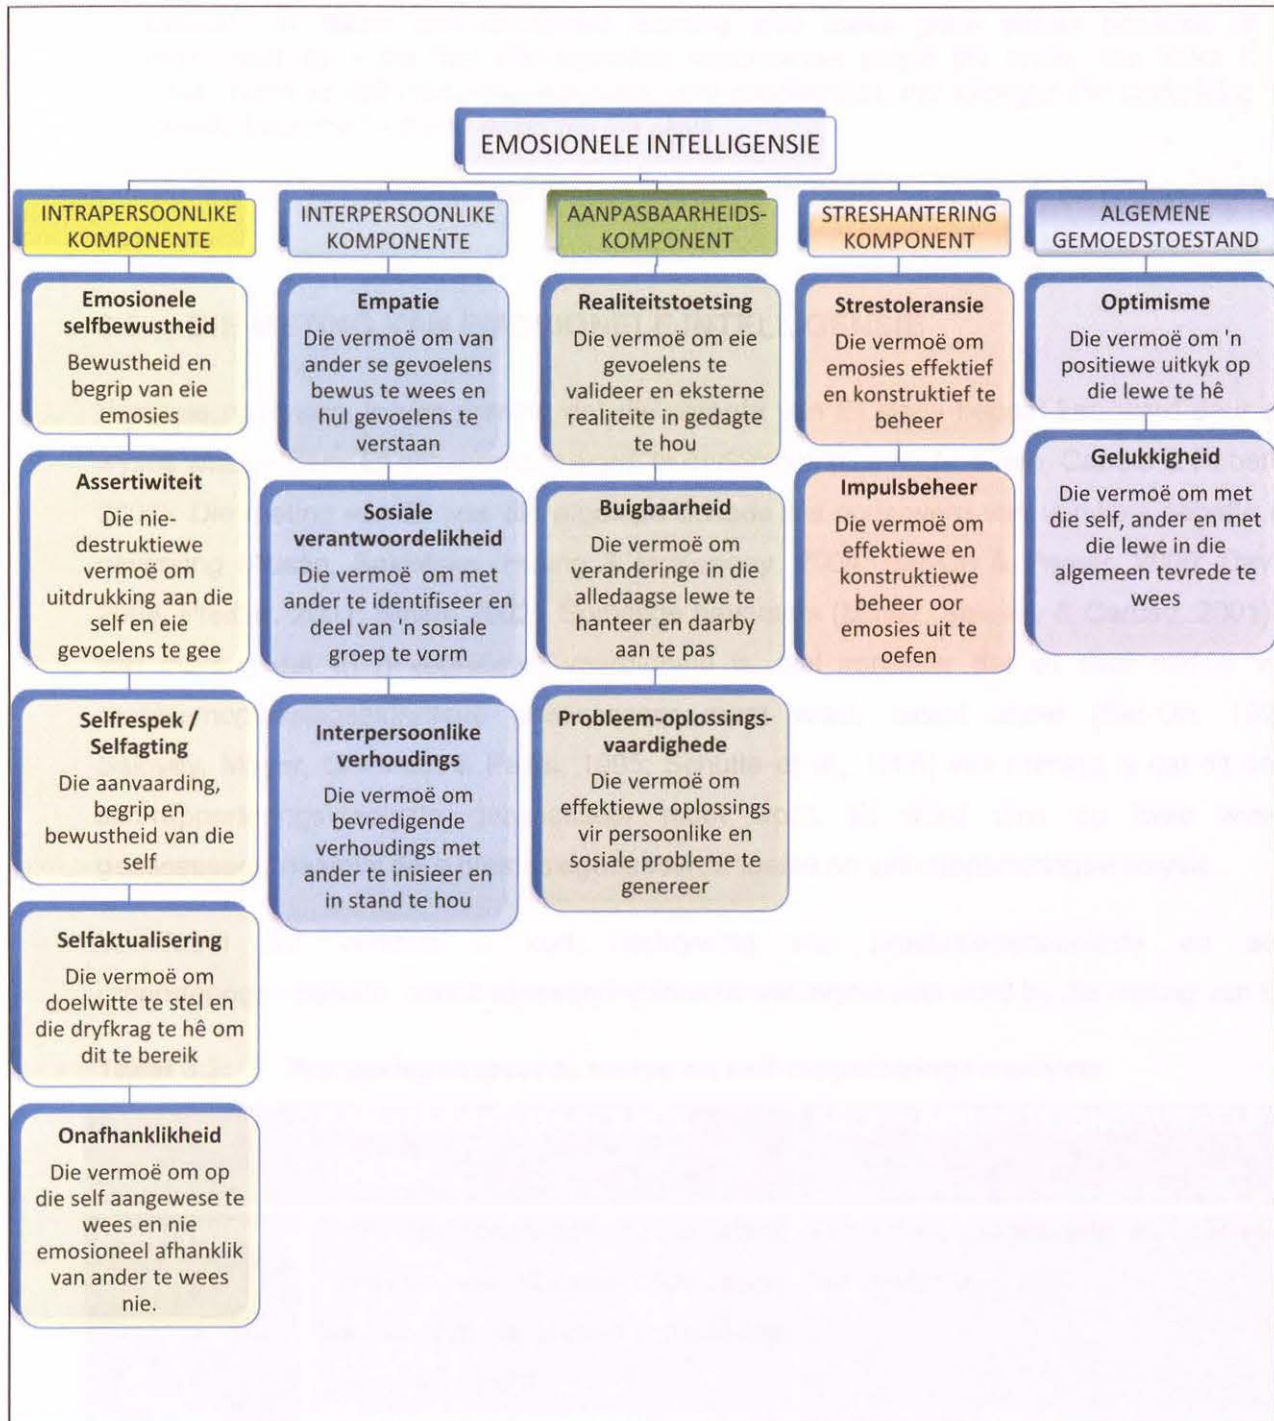 EMOSIONELE INTELLIGENSIE
INTRAPERSOONLIKE
KOMPONENTE
Emosionele
selfbewustheid
Bewustheid en
begrip van eie
emosies
Assertiwiteit
Die nie-
destruktiewe
vermoë om
uitdrukking aan die
self en eie
gevoelens te gee
Selfrespek /
Selfagting
Die aanvaarding,
begrip en
bewustheid van die
self
Selfaktualisering
Die vermoë om
doelwitte te stel en
die dryfkrag te hê om
dit te bereik
Onafhanklikheid
Die vermoë om op
die self aangewese te
wees en nie
emosioneel afhanklik
van ander te wees
nie.
INTERPERSOONLIKE
KOMPONENTE
Empatie
Die vermoë om van
ander se gevoelens
bewus te wees en
hul gevoelens te
verstaan
Sosiale
verantwoordelikheid
Die vermoë om met
ander te identifiseer en
deel van 'n sosiale
groep te vorm
Interpersoonlike
verhoudings
Die vermoë om
bevredigende
verhoudings met
ander te inisieer en
in stand te hou
AANPASBAARHEIDS-
KOMPONENT
Realiteitstoetsing
Die vermoë om eie
gevoelens te
valideer en eksterne
realiteite in gedagte
te hou
Buigbaarheid
Die vermoë om
veranderinge in die
alledaagse lewe te
hanteer en daarby
aan te pas
Probleem-oplossings-
vaardighede
Die vermoë om
effektiewe oplossings
vir persoonlike en
sosiale probleme te
genereer
STRESHANTERING
KOMPONENT
Strestoleransie
Die vermoë om
emosies effektief
en konstruktief te
beheer
Impulsbeheer
Die vermoë om
effektiewe en
konstruktiewe
beheer oor
emosies uit te
oefen
ALGEMENE
GEMOEDSTOESTAND
Optimisme
Die vermoë om 'n
positiewe uitkyk op
die lewe te hê
Gelukkigheid
Die vermoë om met
die self, ander en met
die lewe in die
algemeen tevrede te
wees